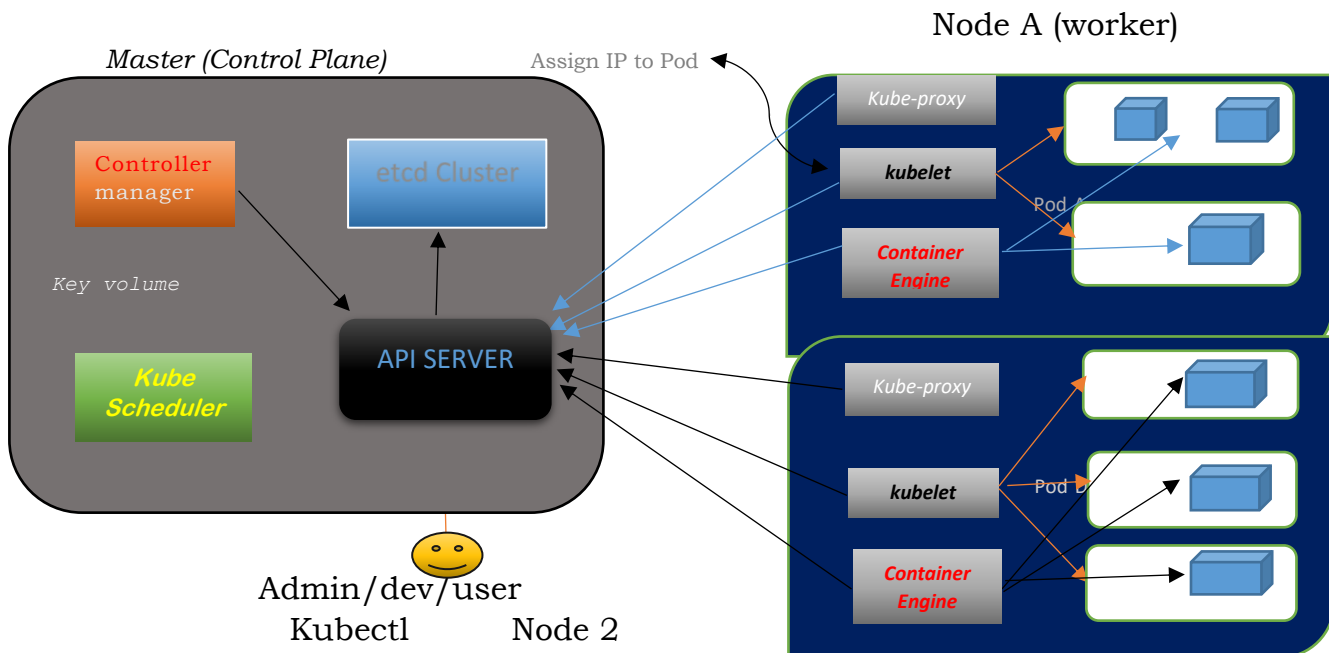 Node A (worker)
Master (Control Plane)
Assign IP to Pod
Controller
manager
etcd Cluster
Key volume
Kube
Scheduler
API SERVER
Kube-proxy
kubelet
Container
Engine
Pod A
Kube-proxy
kubelet
Container
Engine
Pod D
Admin/dev/user
Kubectl
Node 2